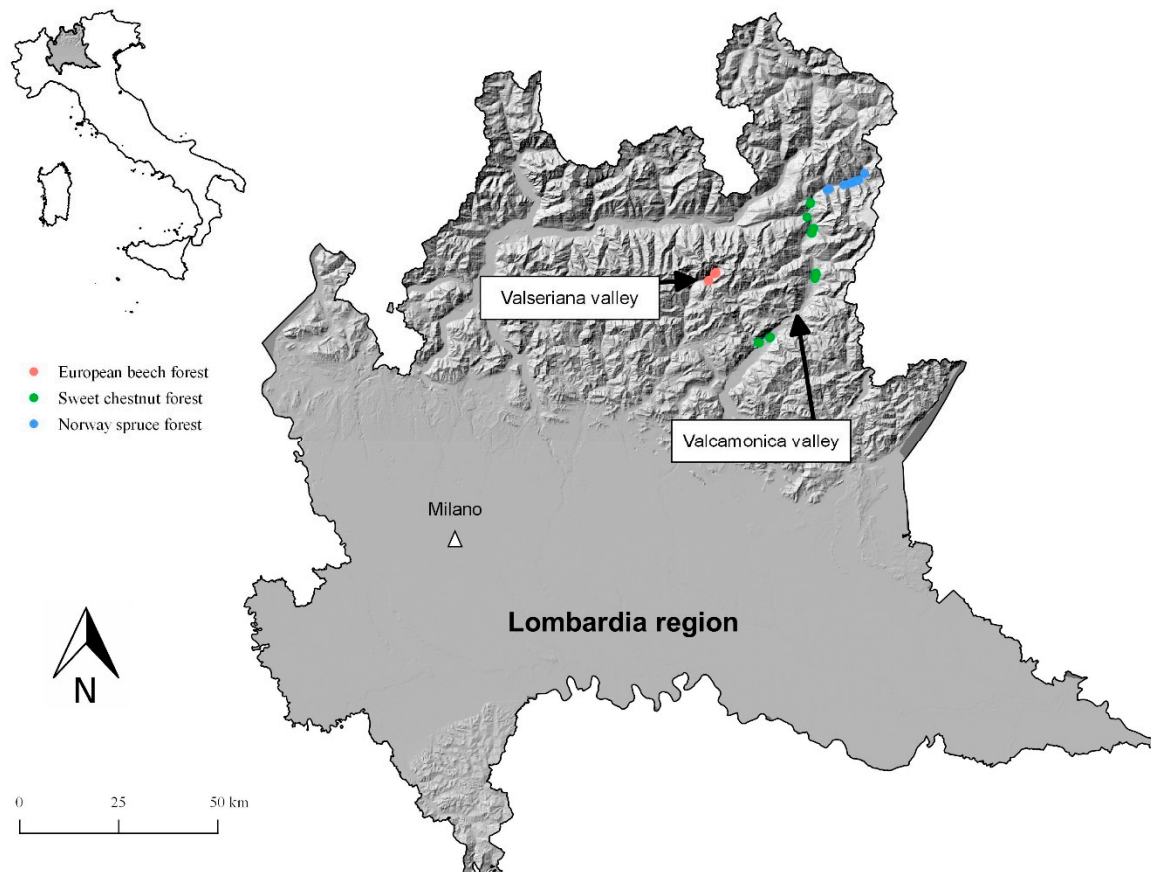 Valseriana valley
European beech forest
Sweet chestnut forest
Norway spruce forest
Valcamonica valley
Milano
Lombardia region
N
0 25 50 km